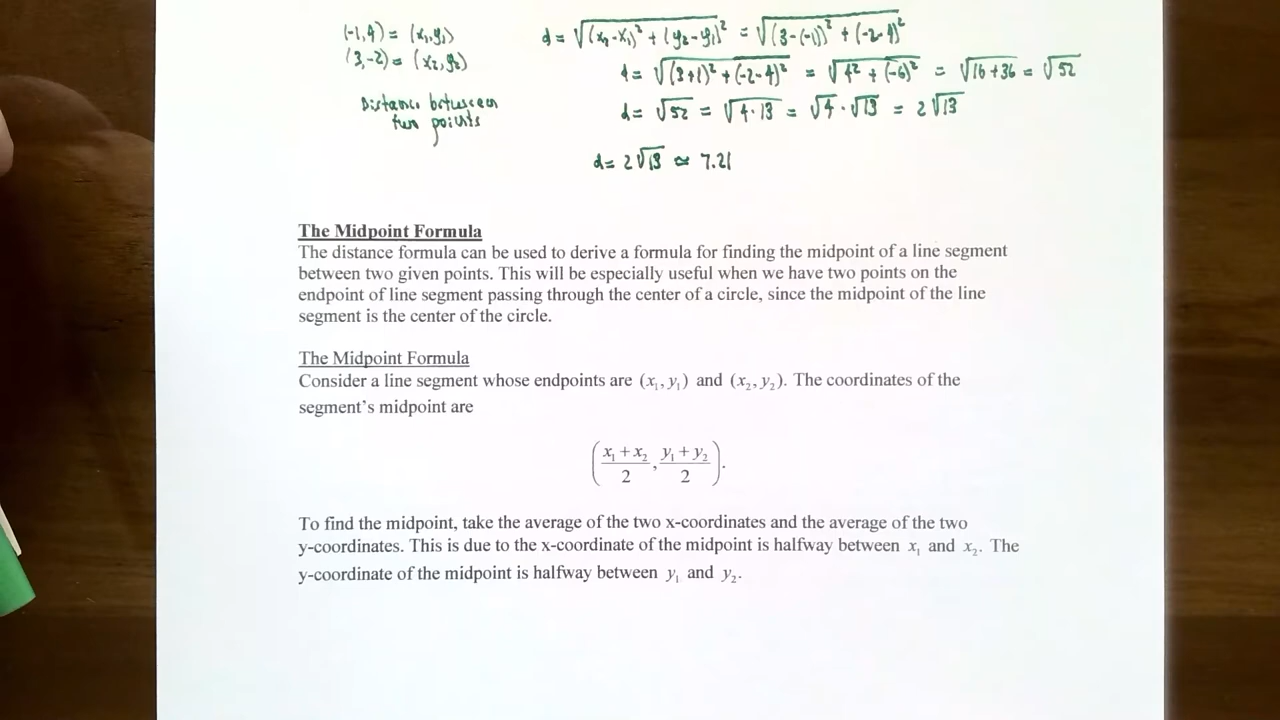 (-1,4) = (x₁,y₁) d = √((x₂-x₁)² + (y₂-y₁)²) = √((3-(-1))² + (-2-4)²)
(3,-2) = (x₂,y₂) d = √((3+1)² + (-2-4)²) = √(4² + (-6)²) = √(16+36) = √52
Distance between
two points
d = √52 = √(4·13) = √4 · √13 = 2√13
d = 2√13 ≃ 7.21
The Midpoint Formula
The distance formula can be used to derive a formula for finding the midpoint of a line segment
between two given points. This will be especially useful when we have two points on the
endpoint of line segment passing through the center of a circle, since the midpoint of the line
segment is the center of the circle.
The Midpoint Formula
Consider a line segment whose endpoints are (x₁, y₁) and (x₂, y₂). The coordinates of the
segment's midpoint are
((x₁ + x₂)/2, (y₁ + y₂)/2).
To find the midpoint, take the average of the two x-coordinates and the average of the two
y-coordinates. This is due to the x-coordinate of the midpoint is halfway between x₁ and x₂. The
y-coordinate of the midpoint is halfway between y₁ and y₂.